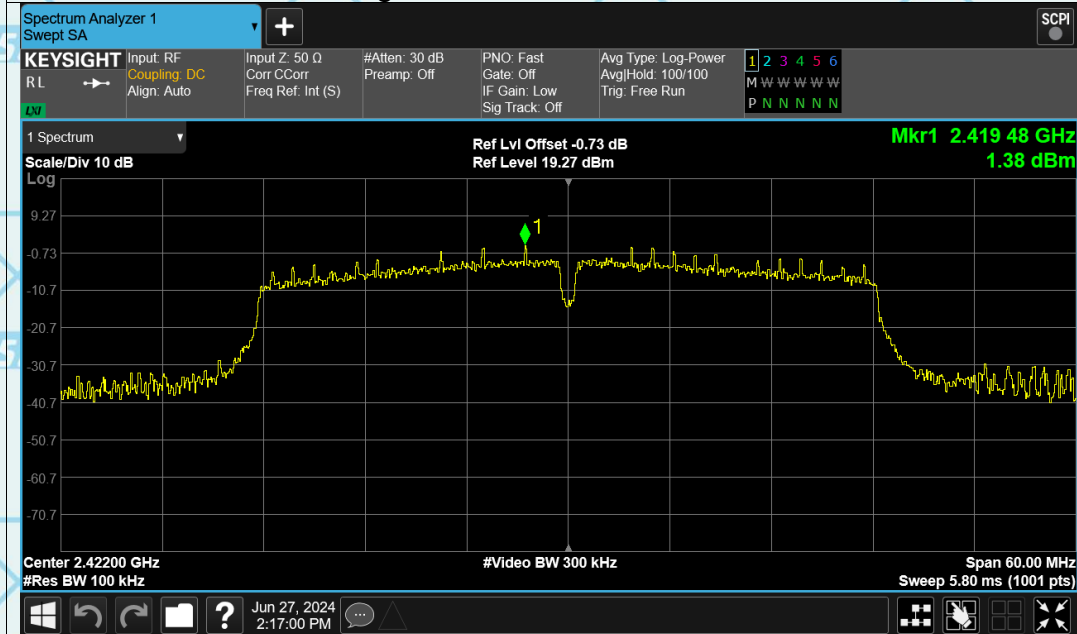 Spectrum Analyzer 1
Swept SA
+
SCPI
KEYSIGHT
RL
LXI
Input: RF
Coupling: DC
Align: Auto
Input Z: 50 Ω
Corr CCorr
Freq Ref: Int (S)
#Atten: 30 dB
Preamp: Off
PNO: Fast
Gate: Off
IF Gain: Low
Sig Track: Off
Avg Type: Log-Power
Avg|Hold: 100/100
Trig: Free Run
1 2 3 4 5 6
M W W W W W
P N N N N N
1 Spectrum
Scale/Div 10 dB
Ref Lvl Offset -0.73 dB
Ref Level 19.27 dBm
Mkr1 2.419 48 GHz
1.38 dBm
Log
9.27
-0.73
-10.7
-20.7
-30.7
-40.7
-50.7
-60.7
-70.7
1
Center 2.42200 GHz
#Res BW 100 kHz
#Video BW 300 kHz
Span 60.00 MHz
Sweep 5.80 ms (1001 pts)
?
Jun 27, 2024
2:17:00 PM